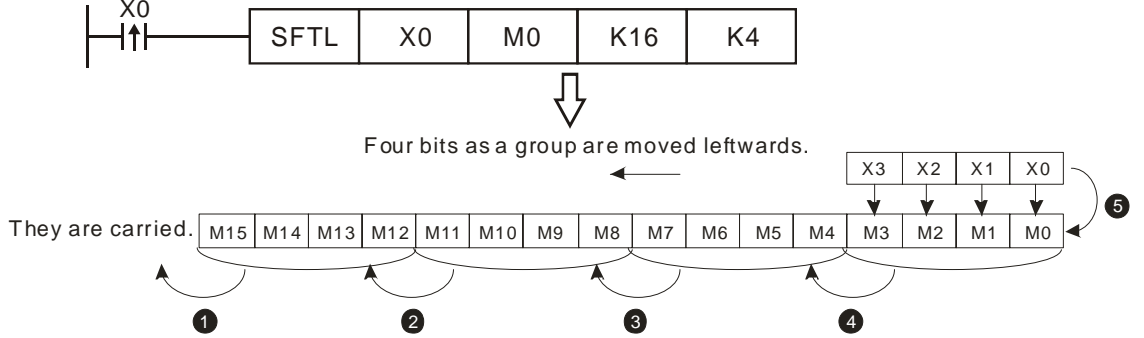 X0
SFTL X0 M0 K16 K4
Four bits as a group are moved leftwards.
X3 X2 X1 X0
5
They are carried. M15 M14 M13 M12 M11 M10 M9 M8 M7 M6 M5 M4 M3 M2 M1 M0
1 2 3 4